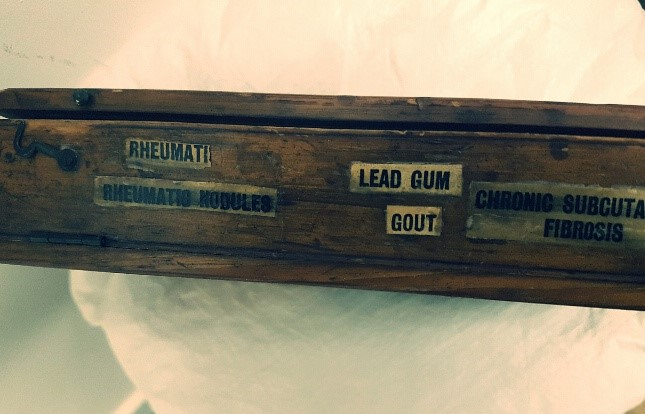 RHEUMATI
RHEUMATIC NODULES
LEAD GUM
GOUT
CHRONIC SUBCUTA
FIBROSIS